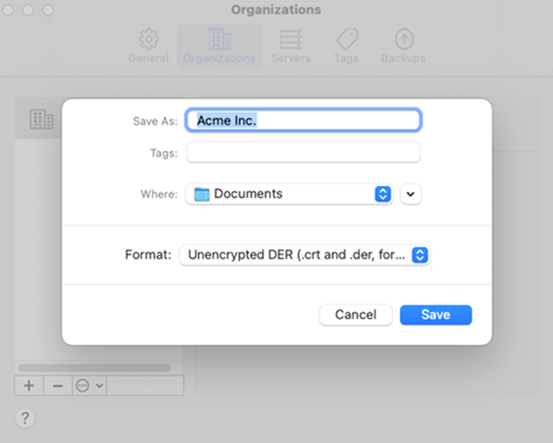 Organizations
General Organizations Servers Tags Backups
Save As: Acme Inc.
Tags:
Where: Documents
Format: Unencrypted DER (.crt and .der, for...
Cancel Save
?